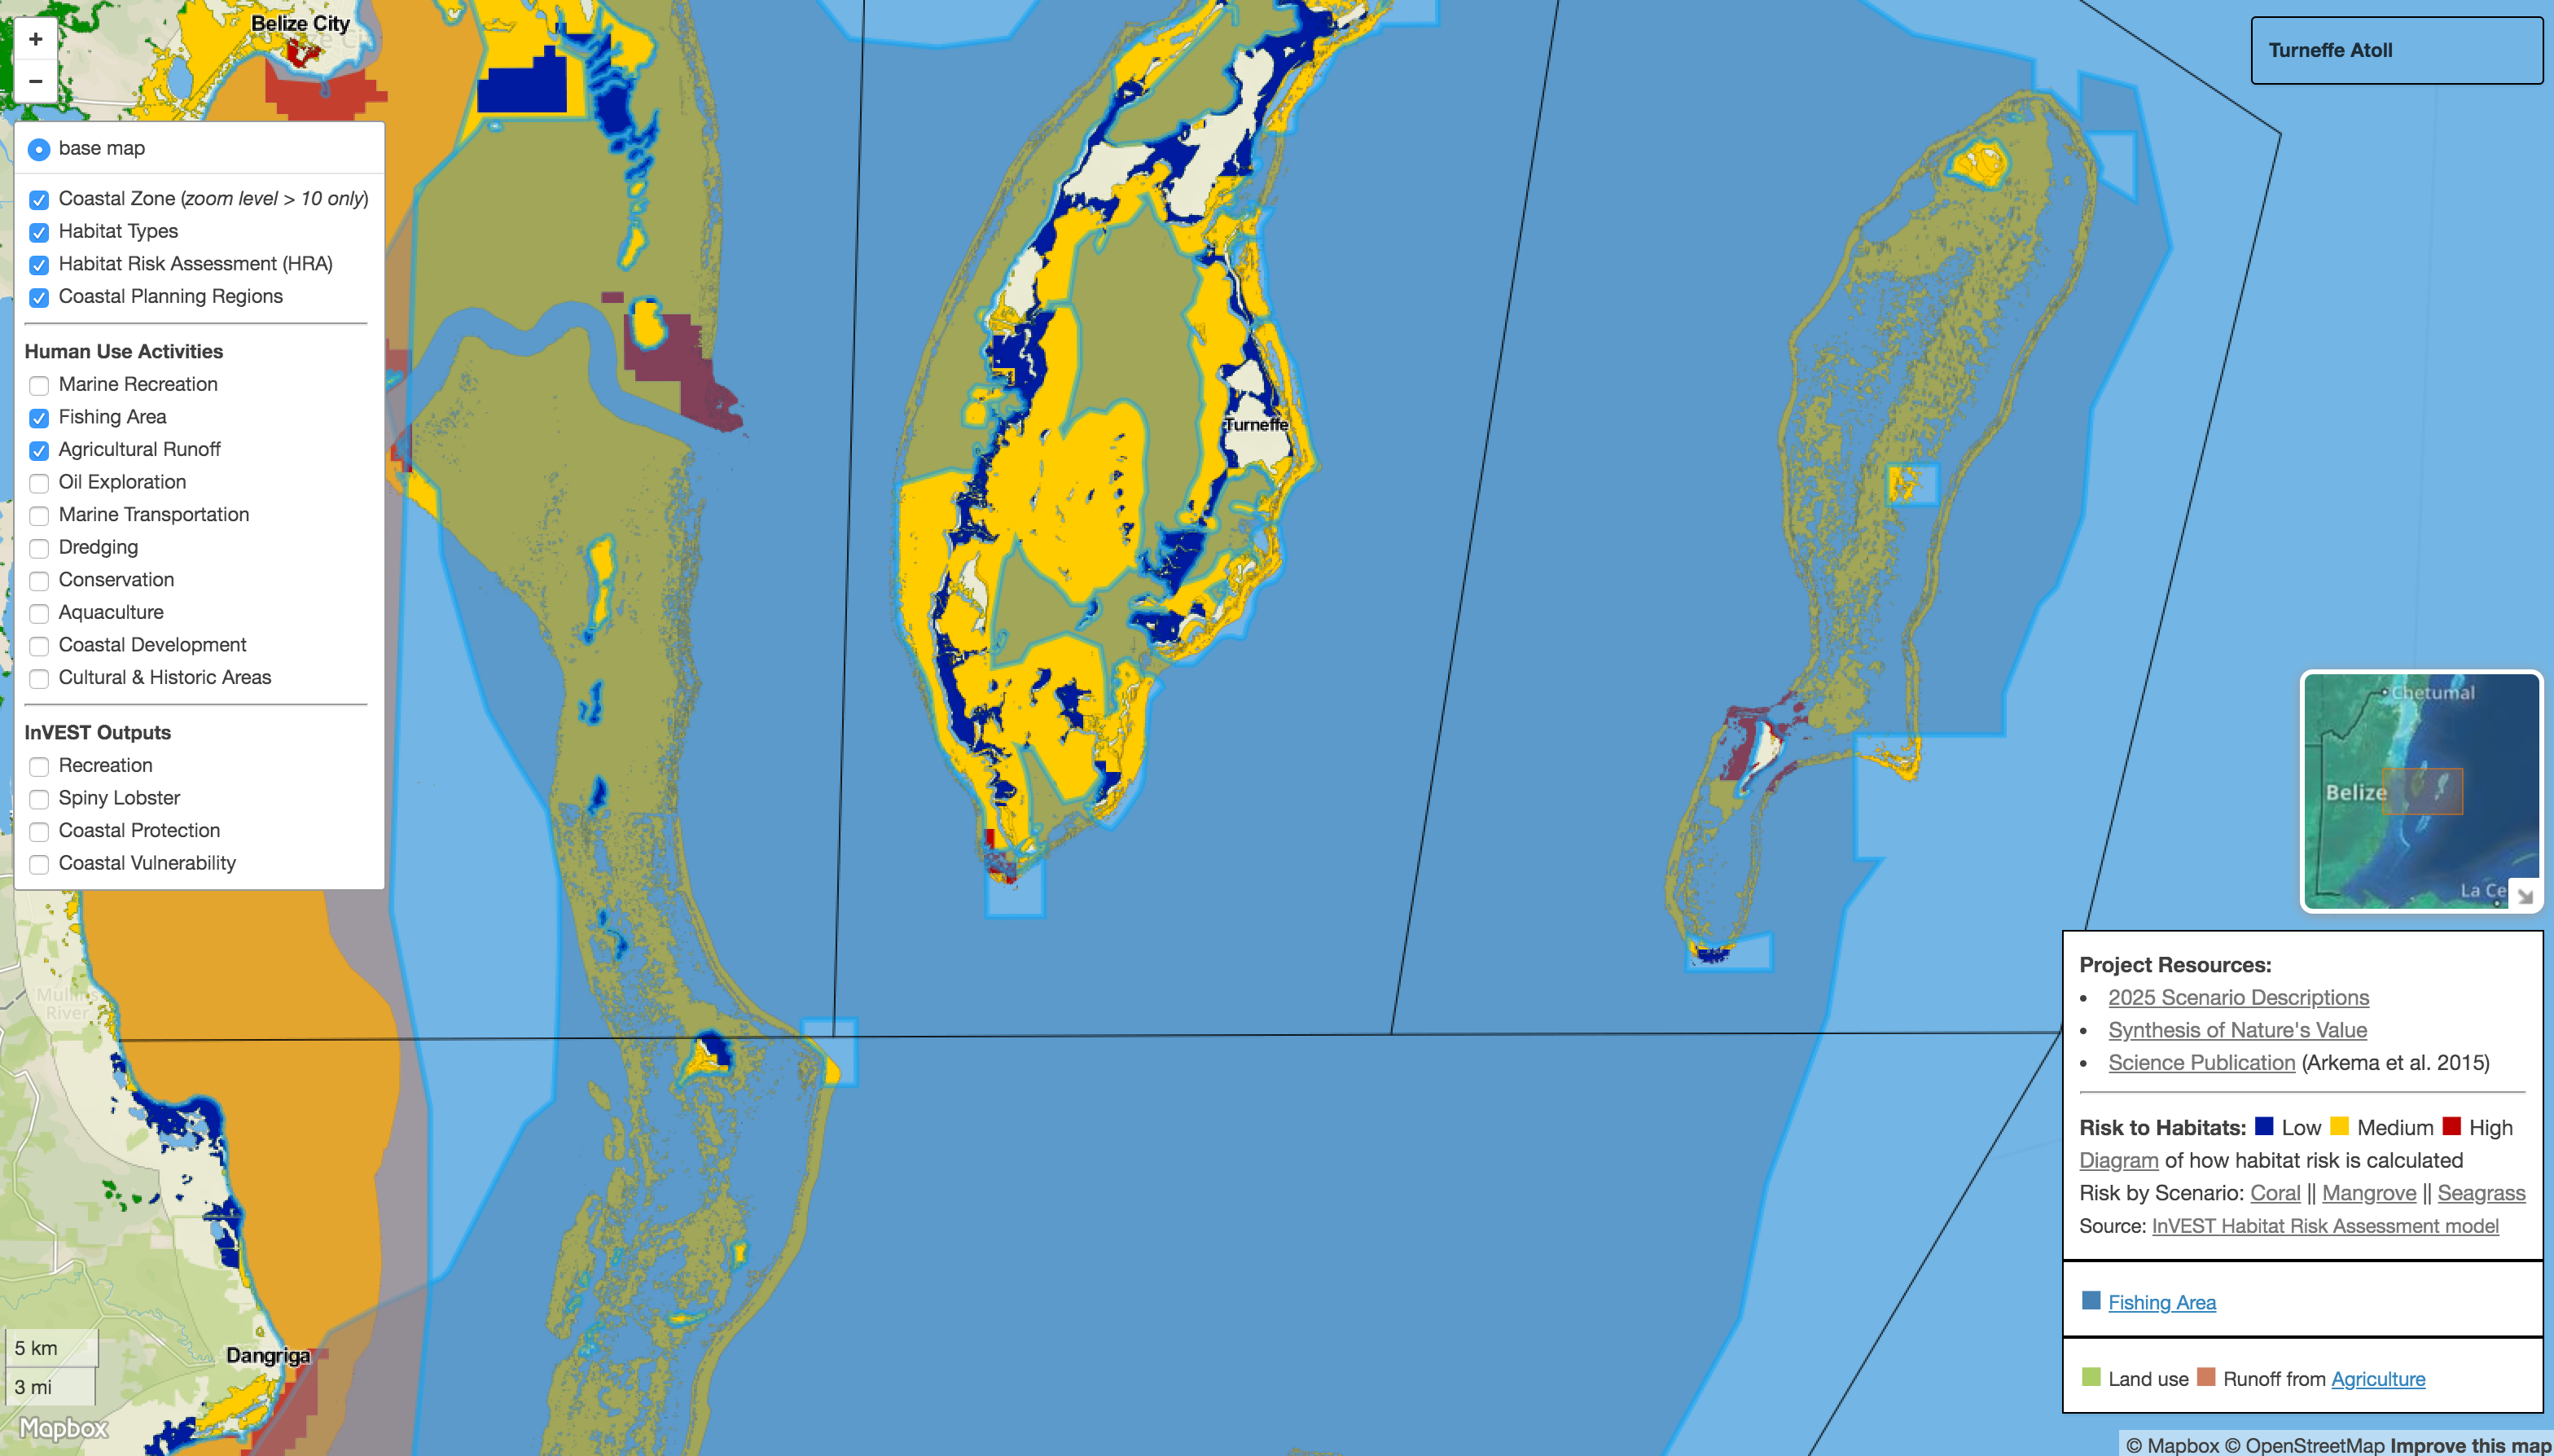 Belize City
+
−
base map
Coastal Zone (zoom level > 10 only)
Habitat Types
Habitat Risk Assessment (HRA)
Coastal Planning Regions
Human Use Activities
Marine Recreation
Fishing Area
Agricultural Runoff
Oil Exploration
Marine Transportation
Dredging
Conservation
Aquaculture
Coastal Development
Cultural & Historic Areas
InVEST Outputs
Recreation
Spiny Lobster
Coastal Protection
Coastal Vulnerability
Turneffe Atoll
Turneffe
Chetumal
Belize
La Ce
Mullins
River
Dangriga
5 km
3 mi
Mapbox
Project Resources:
• 2025 Scenario Descriptions
• Synthesis of Nature's Value
• Science Publication (Arkema et al. 2015)
Risk to Habitats: Low Medium High
Diagram of how habitat risk is calculated
Risk by Scenario: Coral || Mangrove || Seagrass
Source: InVEST Habitat Risk Assessment model
Fishing Area
Land use Runoff from Agriculture
© Mapbox © OpenStreetMap Improve this map